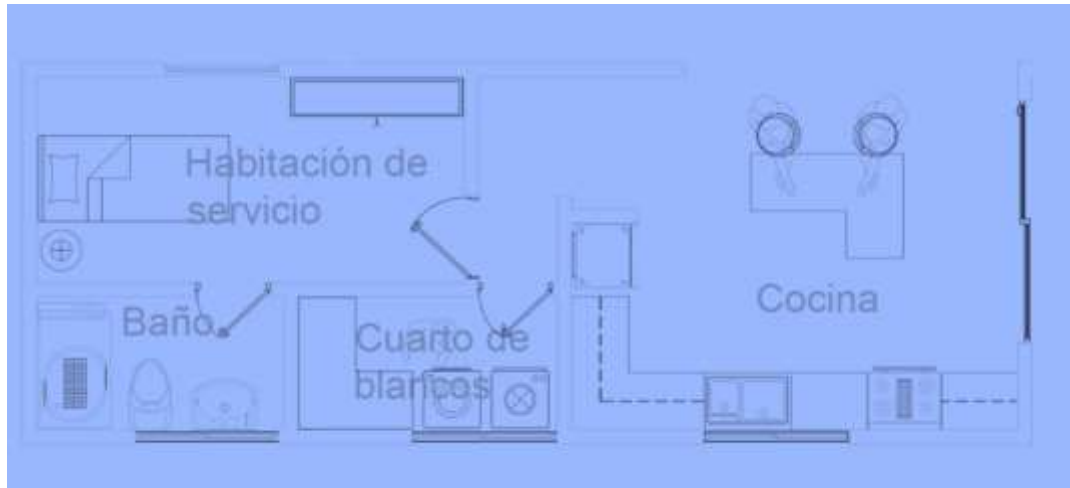 Habitación de
servicio
Baño
Cuarto de
blancos
Cocina